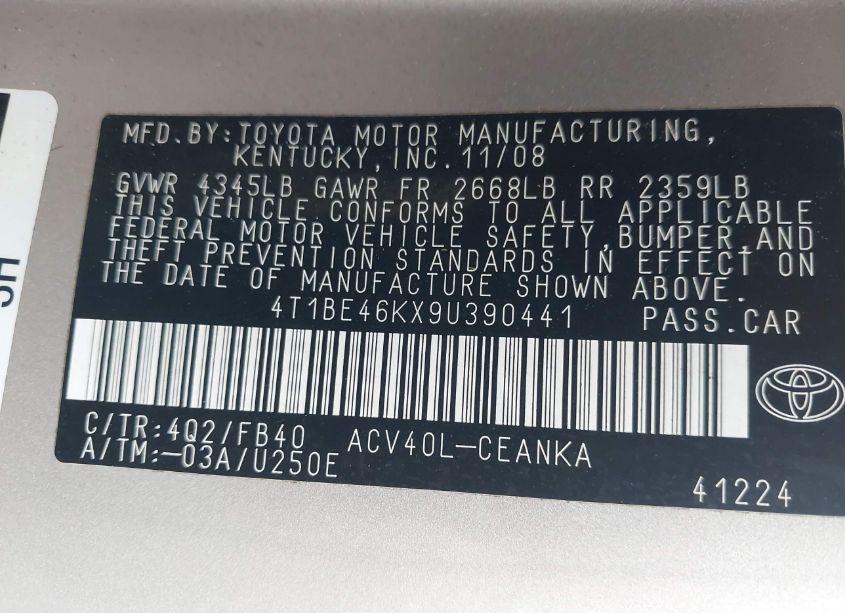 MFD.BY:TOYOTA MOTOR MANUFACTURING,
KENTUCKY,INC.11/08
GVWR 4345LB GAWR FR 2668LB RR 2359LB
THIS VEHICLE CONFORMS TO ALL APPLICABLE
FEDERAL MOTOR VEHICLE SAFETY,BUMPER,AND
THEFT PREVENTION STANDARDS IN EFFECT ON
THE DATE OF MANUFACTURE SHOWN ABOVE.
4T1BE46KX9U390441 PASS.CAR
C/TR:4Q2/FB40 ACV40L-CEANKA
A/TM:-03A/U250E
41224